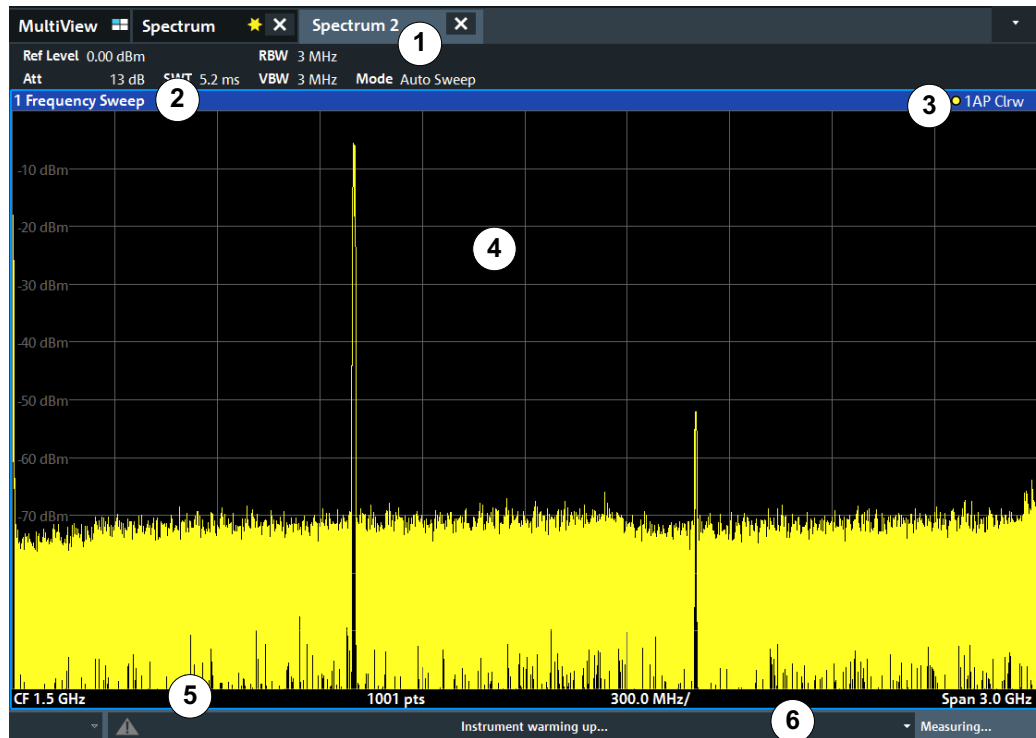 MultiView Spectrum Spectrum 2
1
Ref Level 0.00 dBm RBW 3 MHz
Att 13 dB SWT 5.2 ms VBW 3 MHz Mode Auto Sweep
1 Frequency Sweep 2 3 1AP Clrw
-10 dBm
-20 dBm
4
-30 dBm
-40 dBm
-50 dBm
-60 dBm
-70 dBm
CF 1.5 GHz 5 1001 pts 300.0 MHz/ Span 3.0 GHz
Instrument warming up... 6 Measuring...